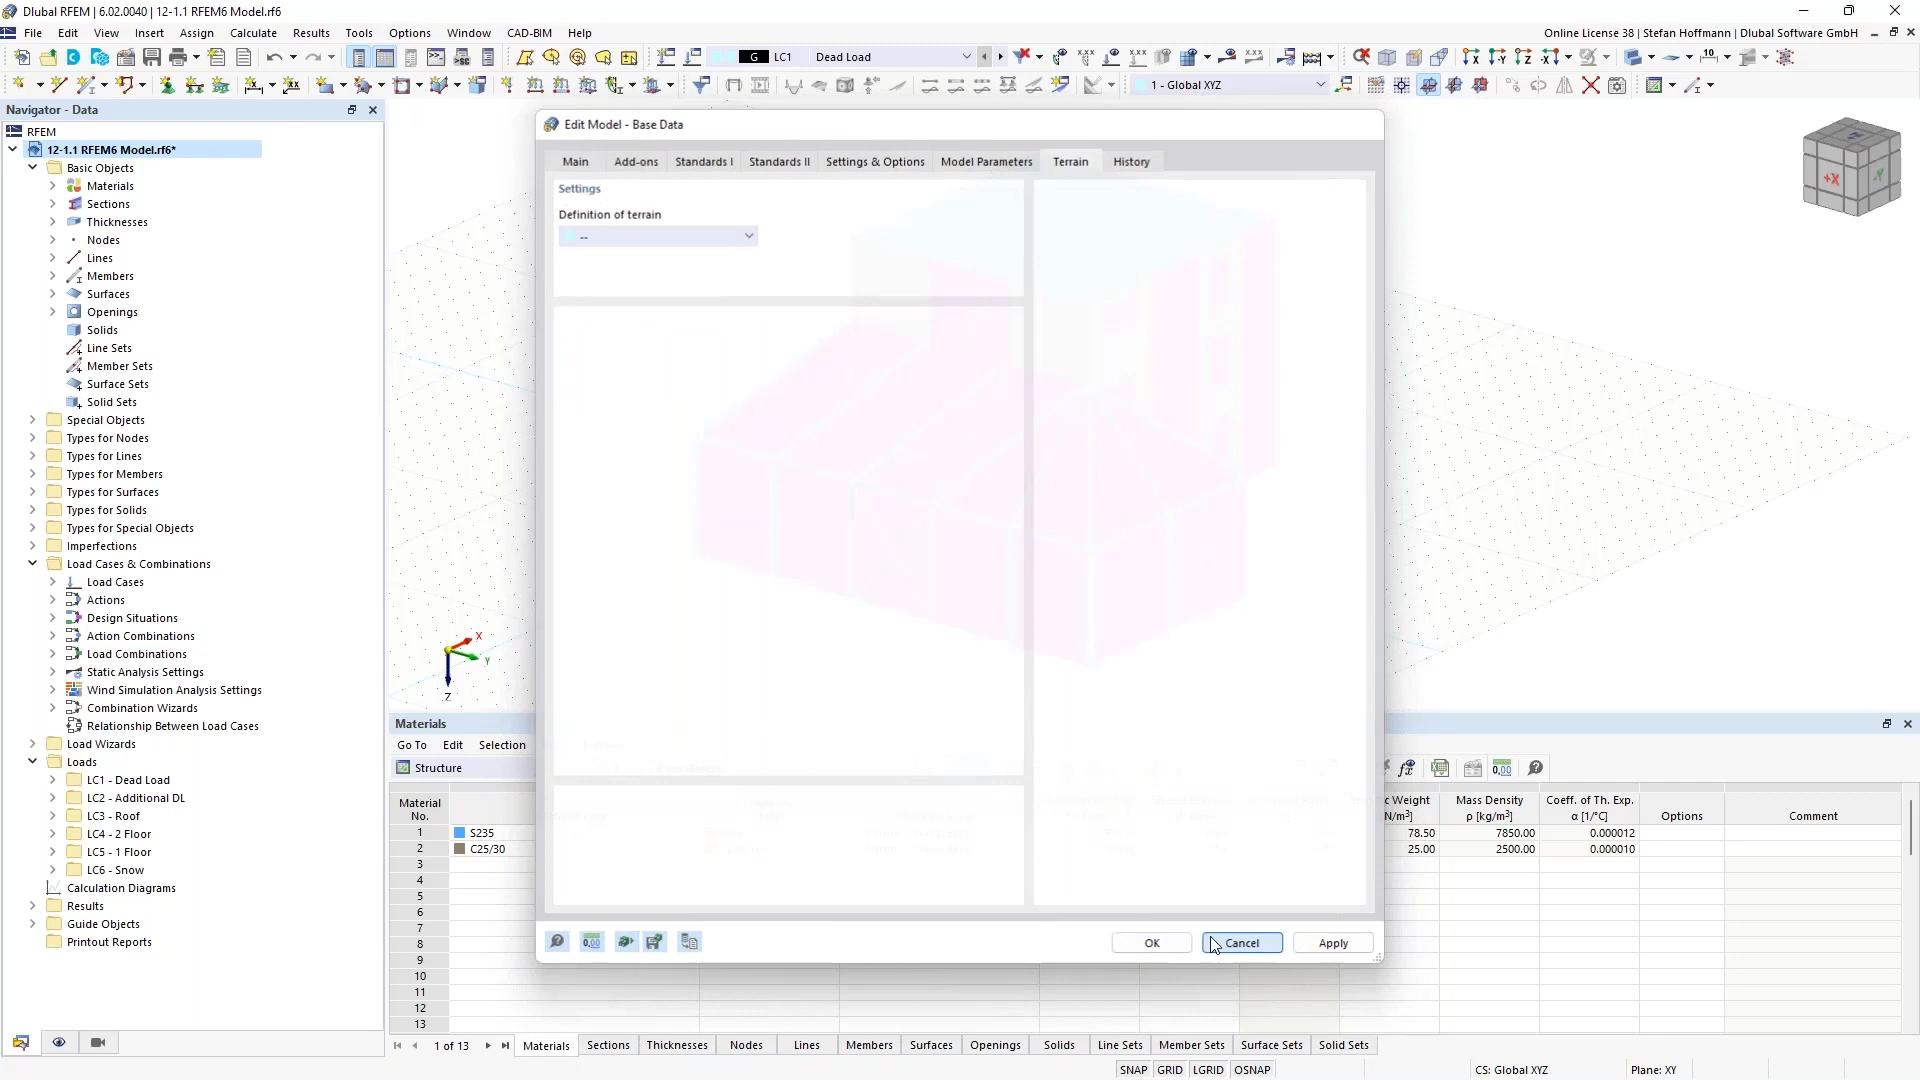 Dlubal RFEM | 6.02.0040 | 12-1.1 RFEM6 Model.rf6*
File Edit View Insert Assign Calculate Results Tools Options Window CAD-BIM Help
Online License 38 | Stefan Hoffmann | Dlubal Software GmbH
G LC1 Dead Load
1 - Global XYZ
Navigator - Data
RFEM
12-1.1 RFEM6 Model.rf6*
Basic Objects
Materials
Sections
Thicknesses
Nodes
Lines
Members
Surfaces
Openings
Solids
Line Sets
Member Sets
Surface Sets
Solid Sets
Special Objects
Types for Nodes
Types for Lines
Types for Members
Types for Surfaces
Types for Solids
Types for Special Objects
Imperfections
Load Cases & Combinations
Load Cases
Actions
Design Situations
Action Combinations
Load Combinations
Static Analysis Settings
Wind Simulation Analysis Settings
Combination Wizards
Relationship Between Load Cases
Load Wizards
Loads
LC1 - Dead Load
LC2 - Additional DL
LC3 - Roof
LC4 - 2 Floor
LC5 - 1 Floor
LC6 - Snow
Calculation Diagrams
Results
Guide Objects
Printout Reports
Edit Model - Base Data
Main Add-ons Standards I Standards II Settings & Options Model Parameters Terrain History
Settings
Definition of terrain
--
OK Cancel Apply
+X -Y
X
Y
Z
Materials
Go To Edit Selection
Structure
Material No.
Weight
Mass Density ρ [kg/m³]
Coeff. of Th. Exp. α [1/°C]
Options
Comment
1 S235 78.50 7850.00 0.000012
2 C25/30 25.00 2500.00 0.000010
3
4
5
6
7
8
9
10
11
12
13
1 of 13 Materials Sections Thicknesses Nodes Lines Members Surfaces Openings Solids Line Sets Member Sets Surface Sets Solid Sets
SNAP GRID LGRID OSNAP
CS: Global XYZ
Plane: XY